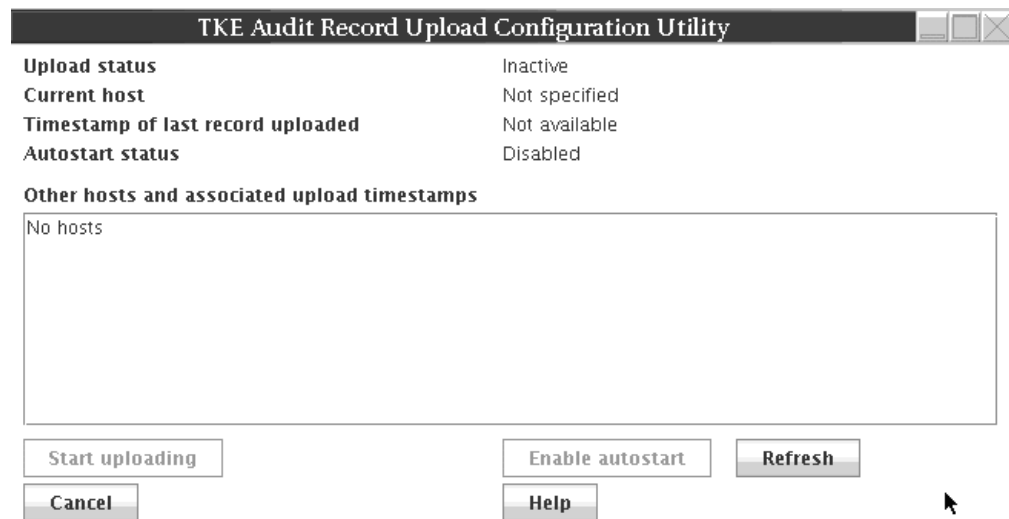 TKE Audit Record Upload Configuration Utility
Upload status Inactive
Current host Not specified
Timestamp of last record uploaded Not available
Autostart status Disabled
Other hosts and associated upload timestamps
No hosts
Start uploading Enable autostart Refresh
Cancel Help